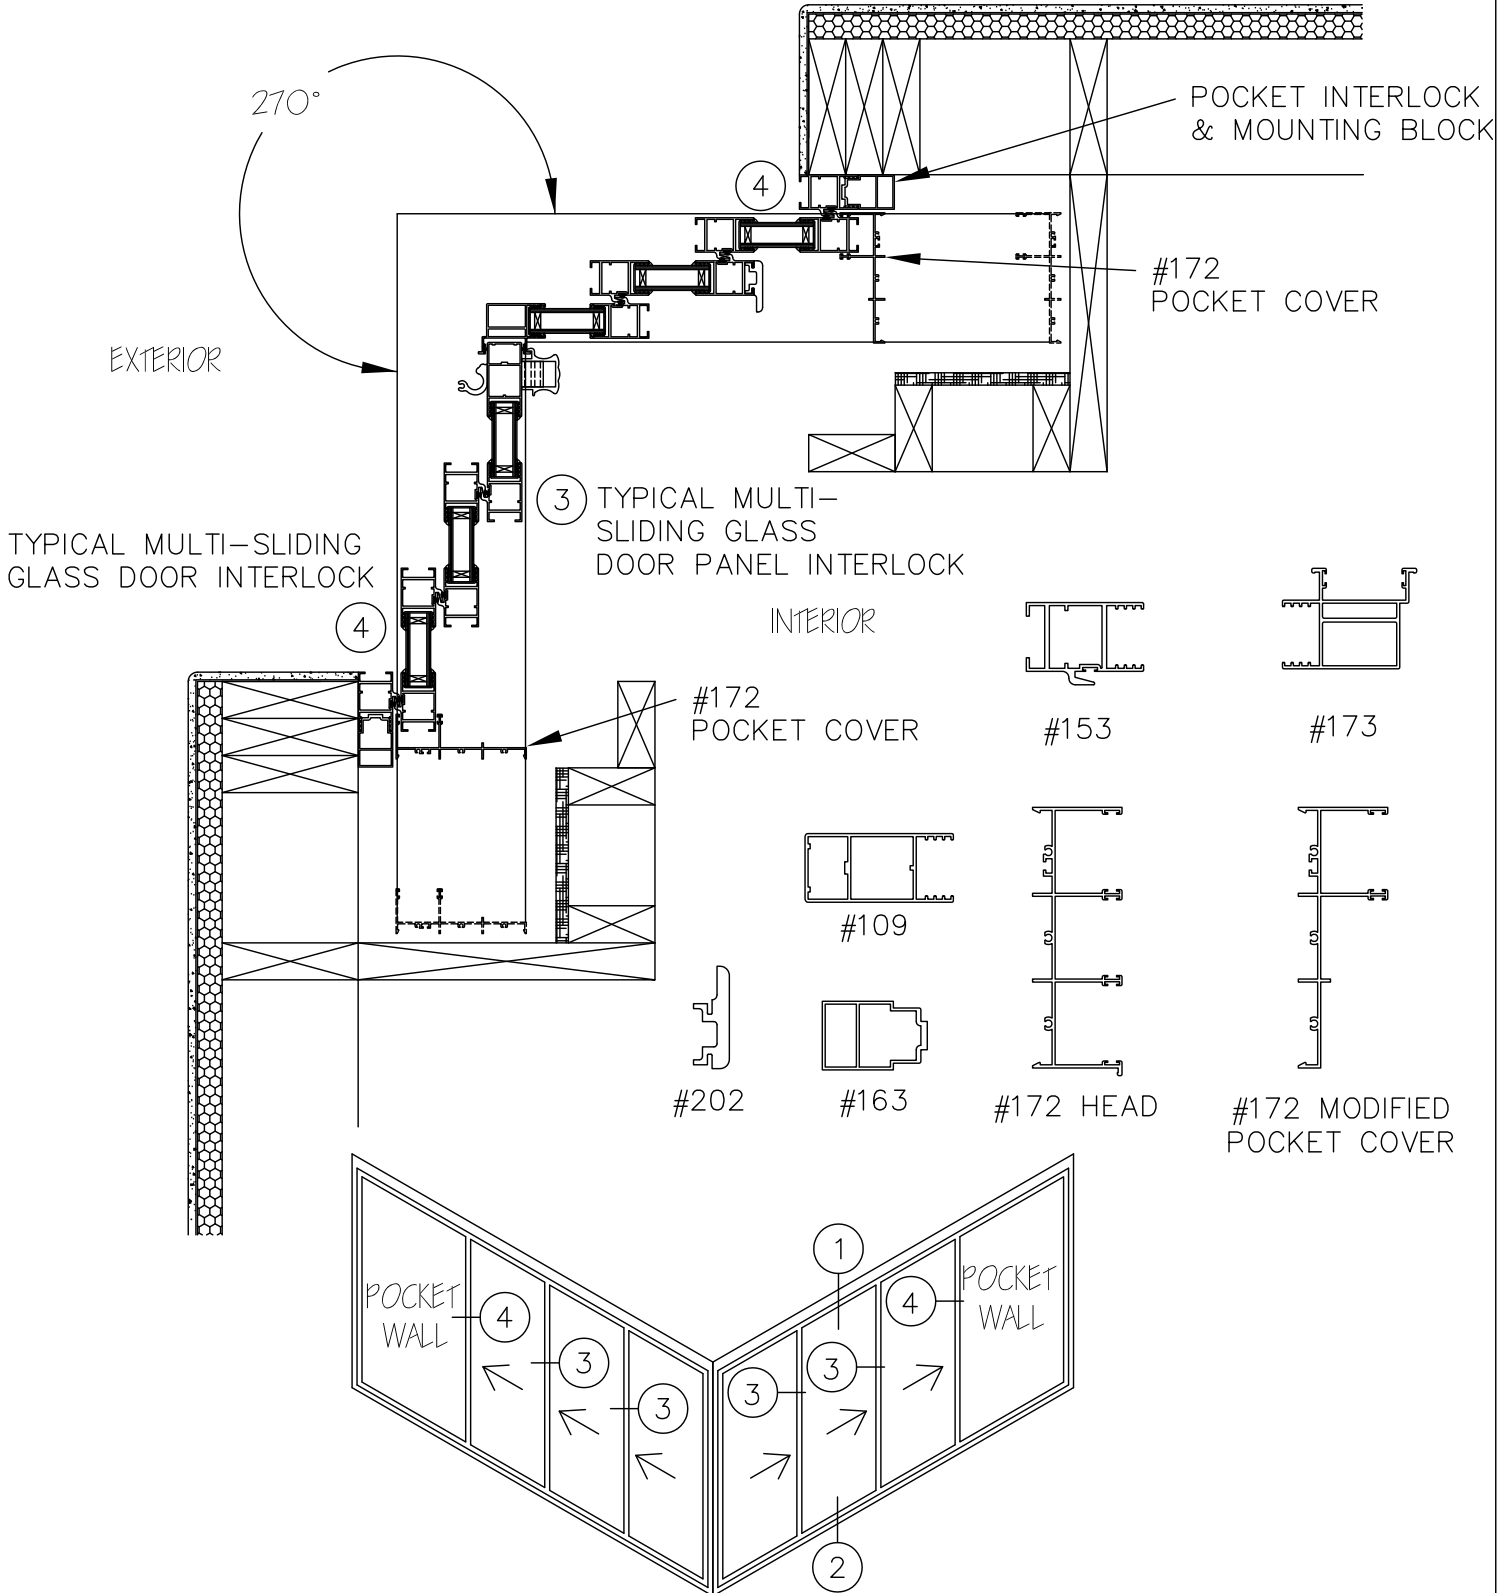 270°
POCKET INTERLOCK
& MOUNTING BLOCK
4
#172
POCKET COVER
EXTERIOR
3
TYPICAL MULTI-
SLIDING GLASS
DOOR PANEL INTERLOCK
TYPICAL MULTI-SLIDING
GLASS DOOR INTERLOCK
4
INTERIOR
#172
POCKET COVER
#153
#173
#109
#202
#163
#172 HEAD
#172 MODIFIED
POCKET COVER
POCKET
WALL
4
3
3
1
3
3
4
POCKET
WALL
2